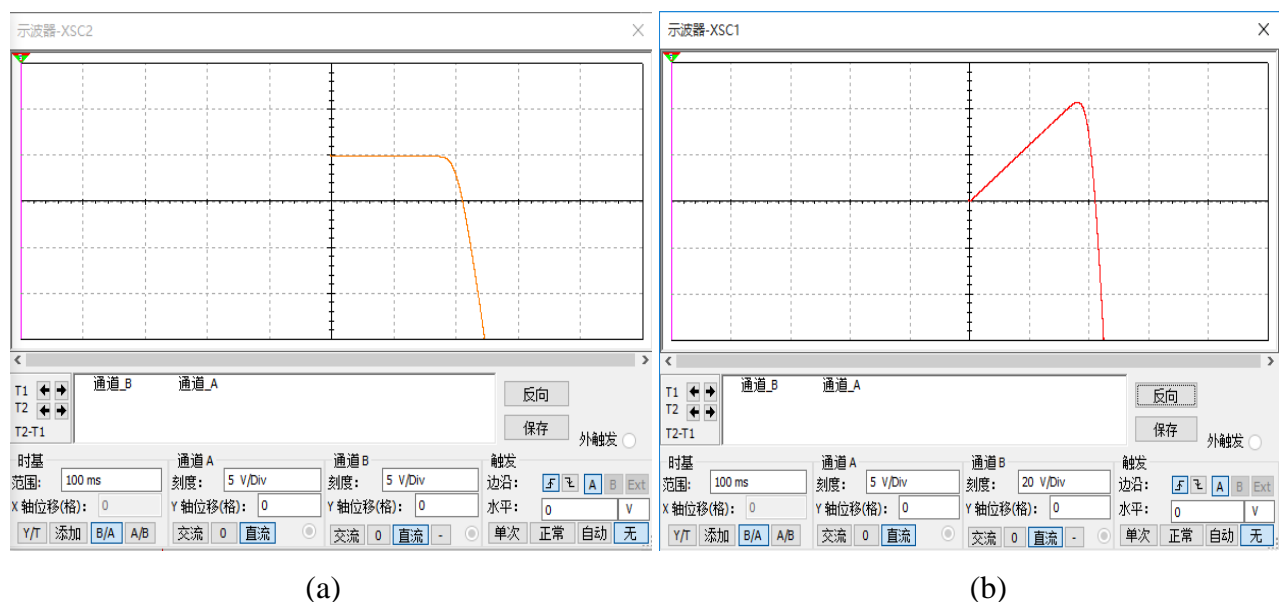 示波器-XSC2
通道_B 通道_A
T1
T2
T2-T1
反向
保存
外触发
时基
通道 A
通道 B
触发
范围: 100 ms
刻度: 5 V/Div
刻度: 5 V/Div
边沿: A B Ext
X 轴位移(格): 0
Y 轴位移(格): 0
Y 轴位移(格): 0
水平: 0 V
Y/T 添加 B/A A/B
交流 0 直流
交流 0 直流 -
单次 正常 自动 无
(a)
示波器-XSC1
通道_B 通道_A
T1
T2
T2-T1
反向
保存
外触发
时基
通道 A
通道 B
触发
范围: 100 ms
刻度: 5 V/Div
刻度: 20 V/Div
边沿: A B Ext
X 轴位移(格): 0
Y 轴位移(格): 0
Y 轴位移(格): 0
水平: 0 V
Y/T 添加 B/A A/B
交流 0 直流
交流 0 直流 -
单次 正常 自动 无
(b)